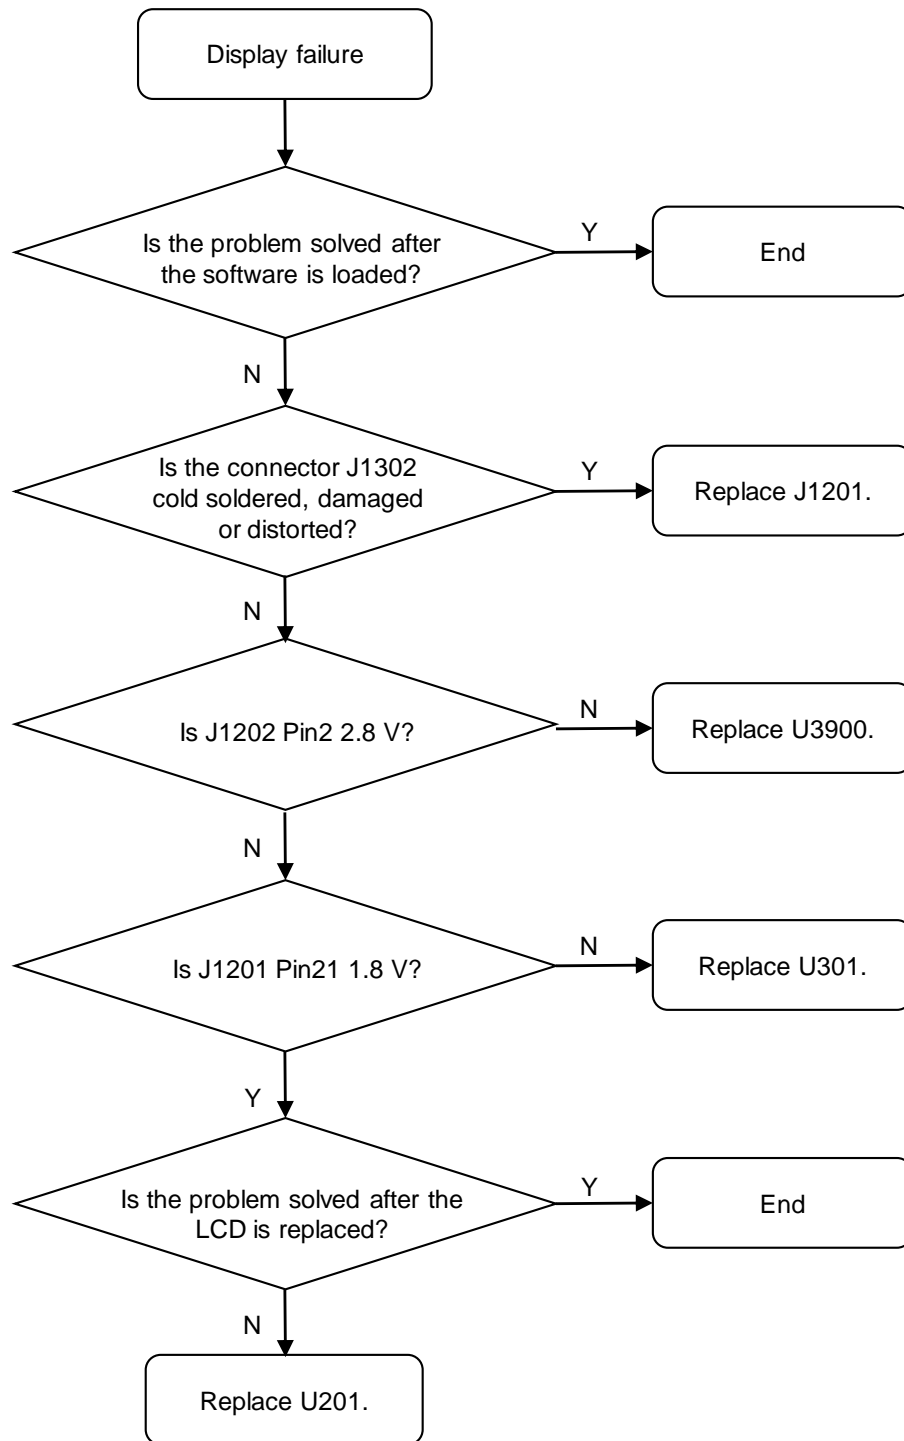 Display failure
Is the problem solved after
the software is loaded?
Y
End
N
Is the connector J1302
cold soldered, damaged
or distorted?
Y
Replace J1201.
N
Is J1202 Pin2 2.8 V?
N
Replace U3900.
N
Is J1201 Pin21 1.8 V?
N
Replace U301.
Y
Is the problem solved after the
LCD is replaced?
Y
End
N
Replace U201.